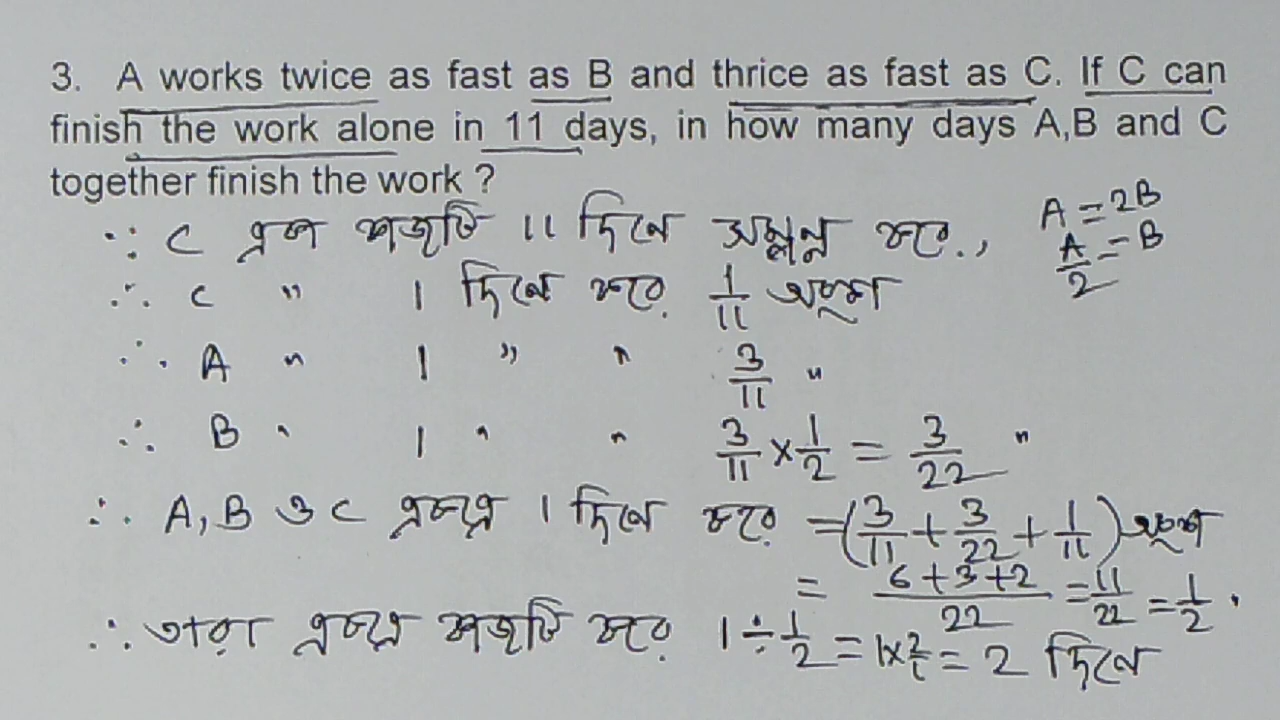 3. A works twice as fast as B and thrice as fast as C. If C can
finish the work alone in 11 days, in how many days A,B and C
together finish the work ?
∵ C একা কাজটি 11 দিনে সম্পন্ন করে.,
A = 2B
A/2 = B
∴ C " 1 দিনে করে 1/11 অংশ
∴ A " 1 " " 3/11 "
∴ B " 1 " " 3/11 × 1/2 = 3/22 "
∴ A, B ও C একত্রে 1 দিনে করে = (3/11 + 3/22 + 1/11) অংশ
= 6+3+2/22 = 11/22 = 1/2 .
∴ তারা একত্রে কাজটি করে 1 ÷ 1/2 = 1×2/1 = 2 দিনে